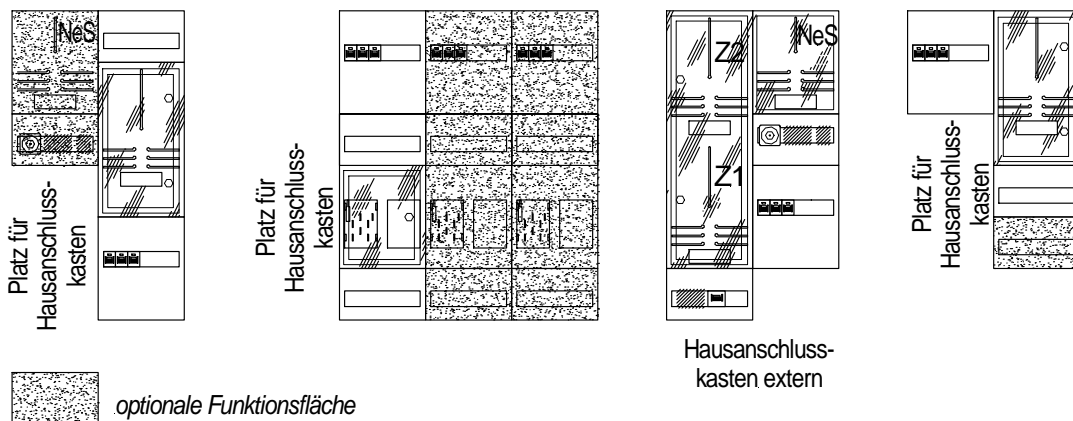 NeS
Platz für
Hausanschluss-
kasten
Platz für
Hausanschluss-
kasten
Z2
NeS
Z1
Hausanschluss-
kasten extern
Platz für
Hausanschluss-
kasten
optionale Funktionsfläche